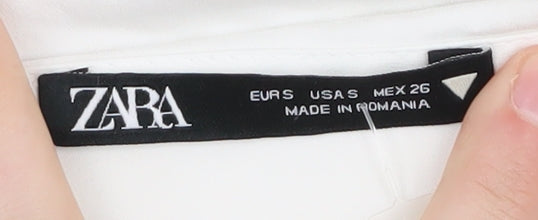 ZARA
EUR S USA S MEX 26
MADE IN ROMANIA